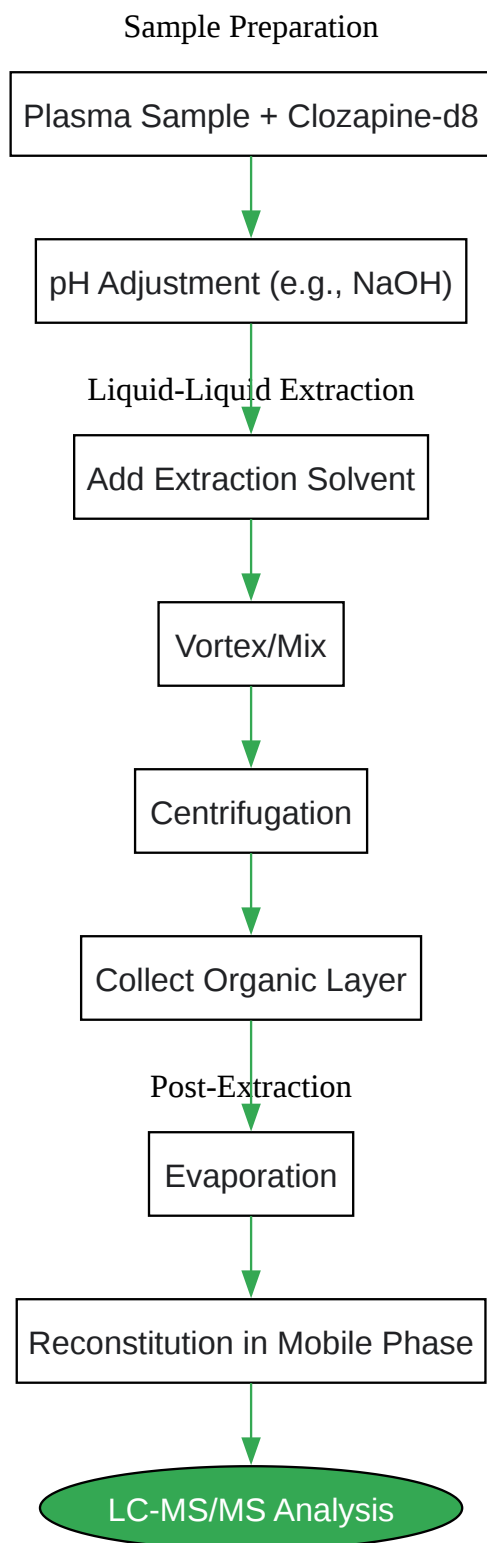 Sample Preparation
Plasma Sample + Clozapine-d8
pH Adjustment (e.g., NaOH)
Liquid-Liquid Extraction
Add Extraction Solvent
Vortex/Mix
Centrifugation
Collect Organic Layer
Post-Extraction
Evaporation
Reconstitution in Mobile Phase
LC-MS/MS Analysis